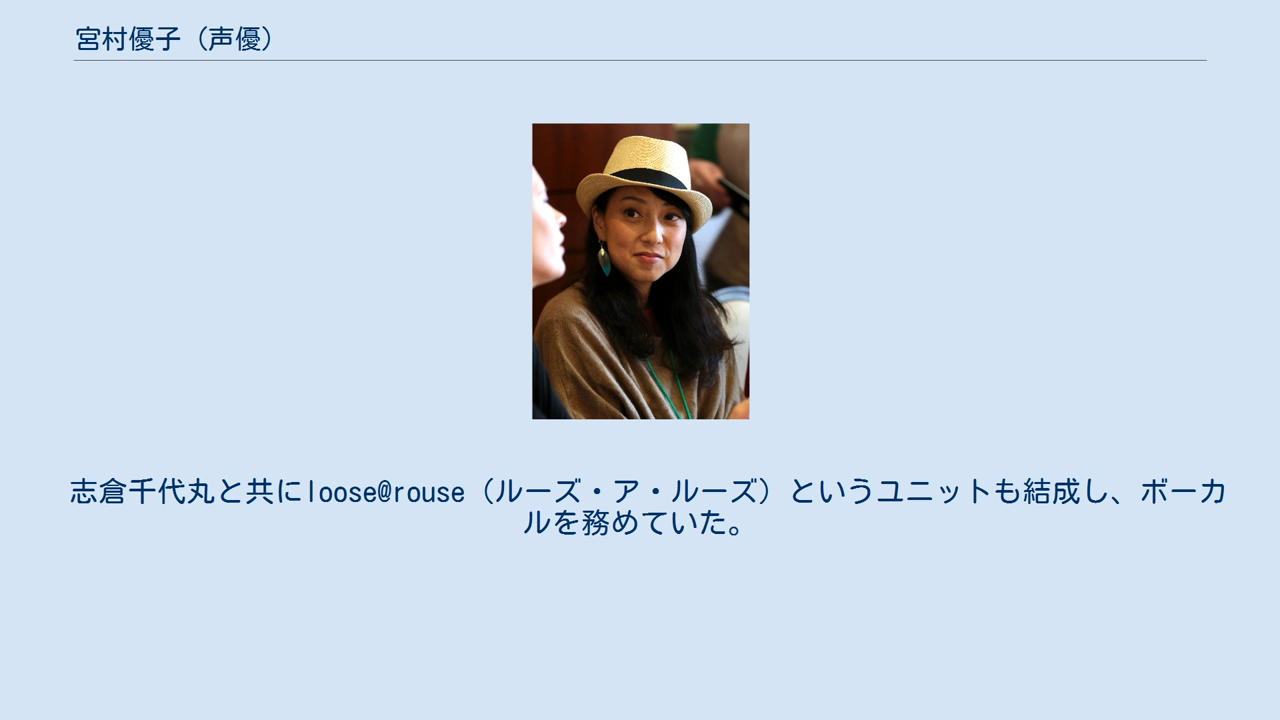 宮村優子（声優）
志倉千代丸と共にloose@rouse（ルーズ・ア・ルーズ）というユニットも結成し、ボーカ
ルを務めていた。